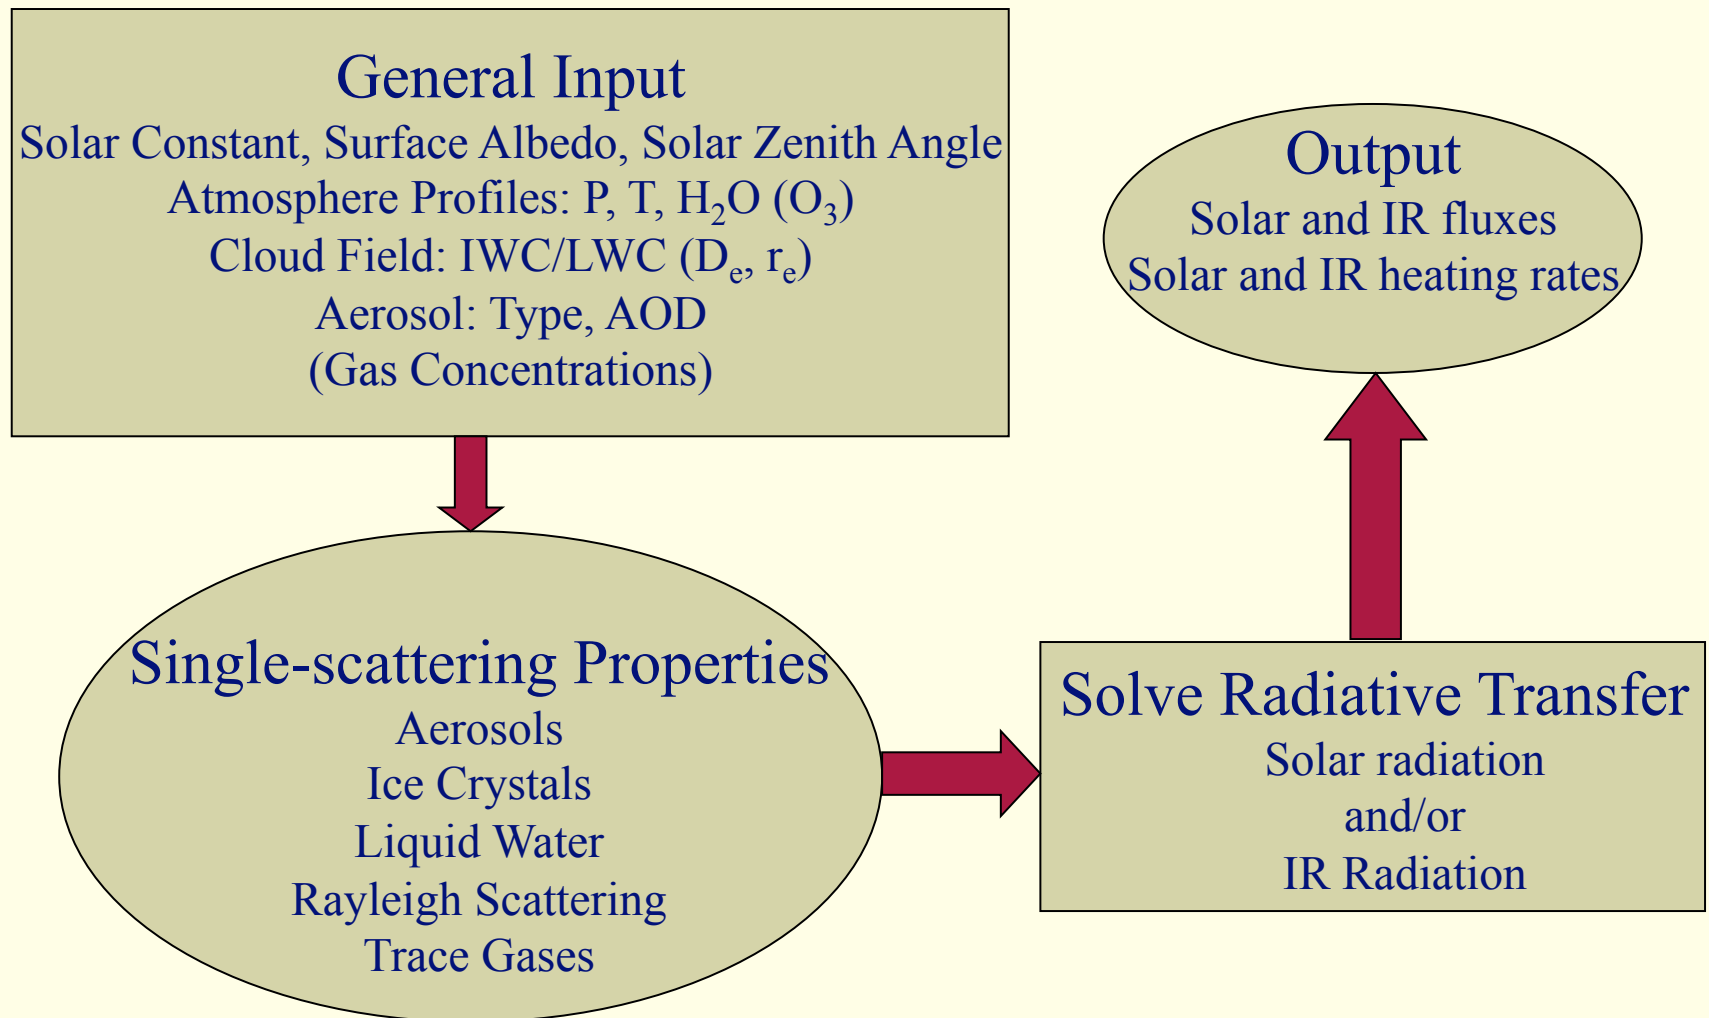 General Input
Solar Constant, Surface Albedo, Solar Zenith Angle
Atmosphere Profiles: P, T, H₂O (O₃)
Cloud Field: IWC/LWC (Dₑ, rₑ)
Aerosol: Type, AOD
(Gas Concentrations)
Single-scattering Properties
Aerosols
Ice Crystals
Liquid Water
Rayleigh Scattering
Trace Gases
Solve Radiative Transfer
Solar radiation
and/or
IR Radiation
Output
Solar and IR fluxes
Solar and IR heating rates